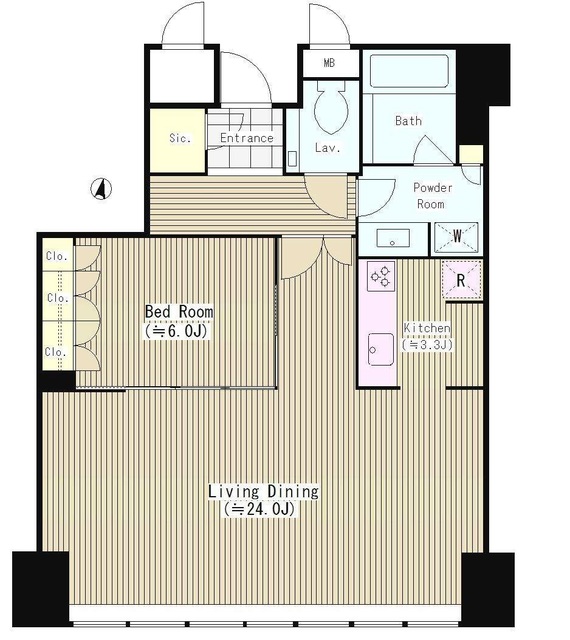 MB
Sic.
Entrance
Lav.
Bath
Powder
Room
W
Clo.
Clo.
Clo.
Bed Room
(≒6.0J)
R
Kitchen
(≒3.3J)
Living Dining
(≒24.0J)